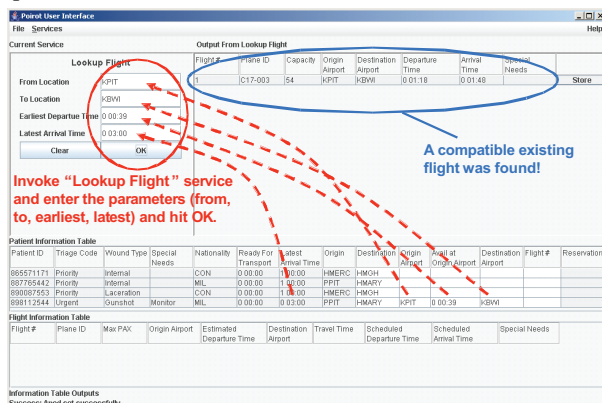 Poirot User Interface
File Services Help
Current Service Output From Lookup Flight
Lookup Flight
From Location KPIT
To Location KBWI
Earliest Departue Time 0 00:39
Latest Arrival Time 0 03:00
Clear OK
Flight # Plane ID Capacity Origin Airport Destination Airport Departure Time Arrival Time Special Needs
1 C17-003 54 KPIT KBWI 0 01:18 0 01:48 Store
A compatible existing
flight was found!
Invoke “Lookup Flight” service
and enter the parameters (from,
to, earliest, latest) and hit OK.
Patient Information Table
Patient ID Triage Code Wound Type Special Needs Nationality Ready For Transport Latest Arrival Time Origin Destination Origin Airport Avail at Origin Airport Destination Airport Flight # Reservation
865571171 Priority Internal CON 0 00:00 1 00:00 HMERC HMGH
887765442 Priority Internal MIL 0 00:00 1 00:00 PPIT HMARY
890087553 Priority Laceration CON 0 00:00 1 00:00 HMERC HMGH
898112544 Urgent Gunshot Monitor MIL 0 00:00 0 03:00 PPIT HMARY KPIT 0 00:39 KBWI
Flight Information Table
Flight # Plane ID Max PAX Origin Airport Estimated Departure Time Destination Airport Travel Time Scheduled Departure Time Scheduled Arrival Time Special Needs
Information Table Outputs